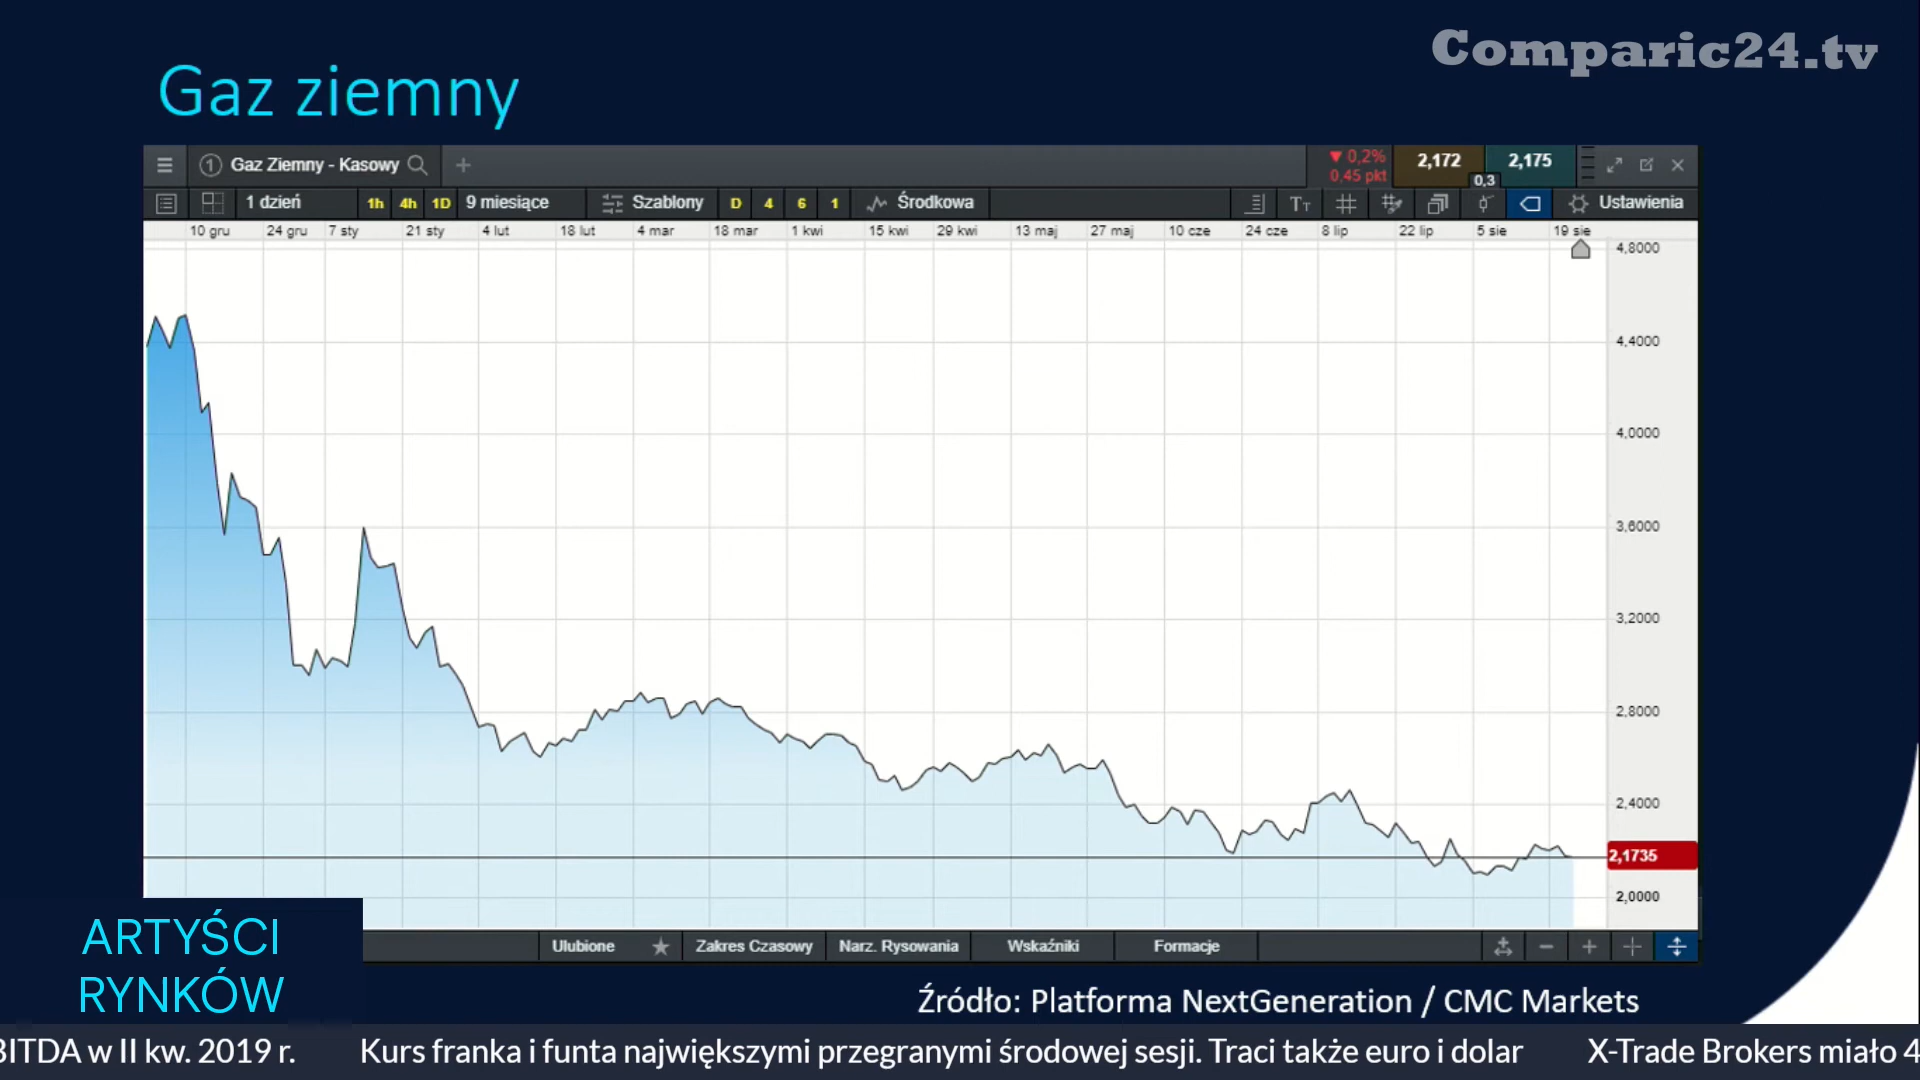 Comparic24.tv
Gaz ziemny
1 Gaz Ziemny - Kasowy
+
▼ 0,2%
0,45 pkt
2,172
2,175
0,3
1 dzień
1h 4h 1D 9 miesiące
Szablony
D 4 6 1
Środkowa
Ustawienia
10 gru 24 gru 7 sty 21 sty 4 lut 18 lut 4 mar 18 mar 1 kwi 15 kwi 29 kwi 13 maj 27 maj 10 cze 24 cze 8 lip 22 lip 5 sie 19 sie
4,8000
4,4000
4,0000
3,6000
3,2000
2,8000
2,4000
2,1735
2,0000
Ulubione Zakres Czasowy Narz. Rysowania Wskaźniki Formacje
ARTYŚCI
RYNKÓW
Źródło: Platforma NextGeneration / CMC Markets
BITDA w II kw. 2019 r. Kurs franka i funta największymi przegranymi środowej sesji. Traci także euro i dolar X-Trade Brokers miało 4